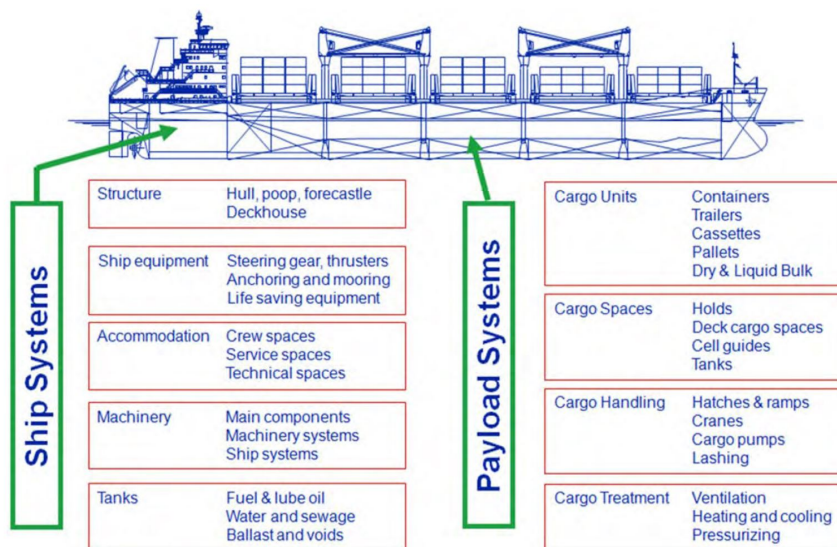 Ship Systems
Structure Hull, poop, forecastle
Deckhouse
Ship equipment Steering gear, thrusters
Anchoring and mooring
Life saving equipment
Accommodation Crew spaces
Service spaces
Technical spaces
Machinery Main components
Machinery systems
Ship systems
Tanks Fuel & lube oil
Water and sewage
Ballast and voids
Payload Systems
Cargo Units Containers
Trailers
Cassettes
Pallets
Dry & Liquid Bulk
Cargo Spaces Holds
Deck cargo spaces
Cell guides
Tanks
Cargo Handling Hatches & ramps
Cranes
Cargo pumps
Lashing
Cargo Treatment Ventilation
Heating and cooling
Pressurizing